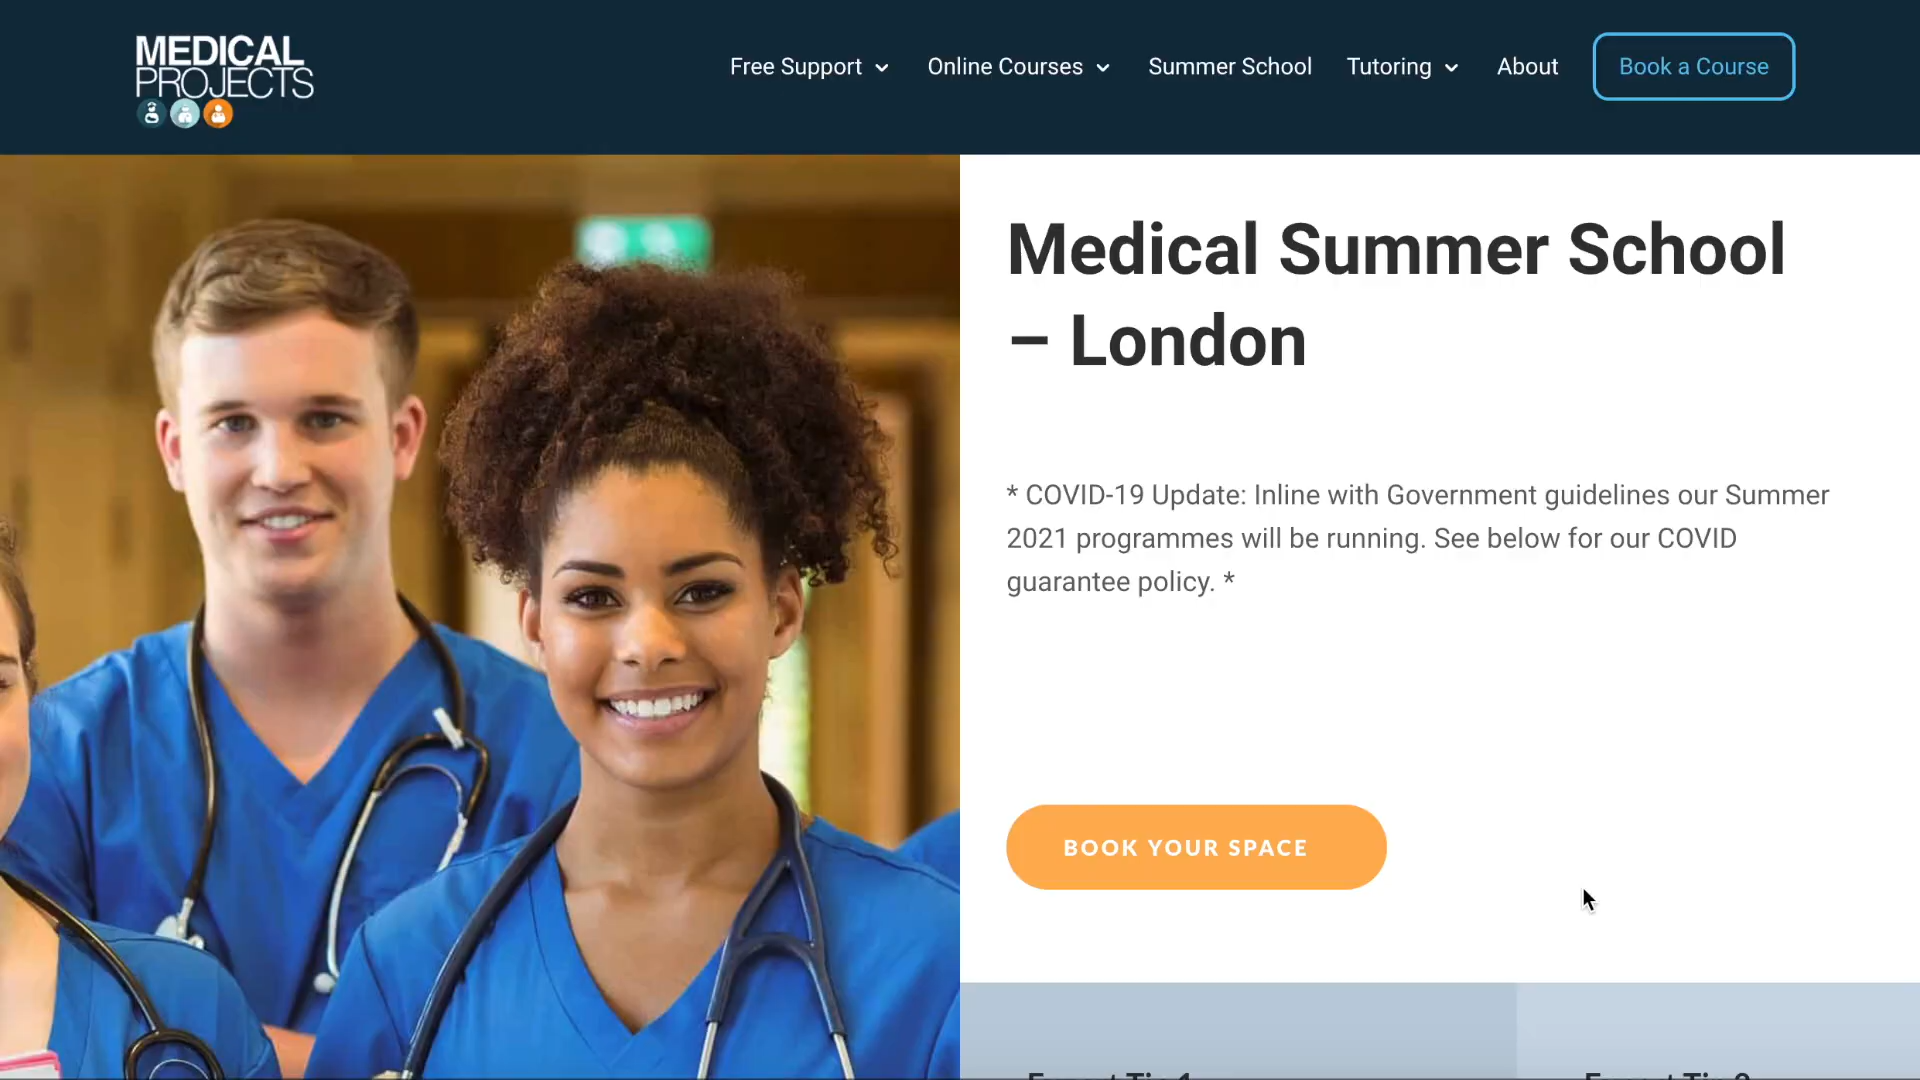 MEDICAL
PROJECTS
Free Support
Online Courses
Summer School
Tutoring
About
Book a Course
Medical Summer School
– London
* COVID-19 Update: Inline with Government guidelines our Summer
2021 programmes will be running. See below for our COVID
guarantee policy. *
BOOK YOUR SPACE